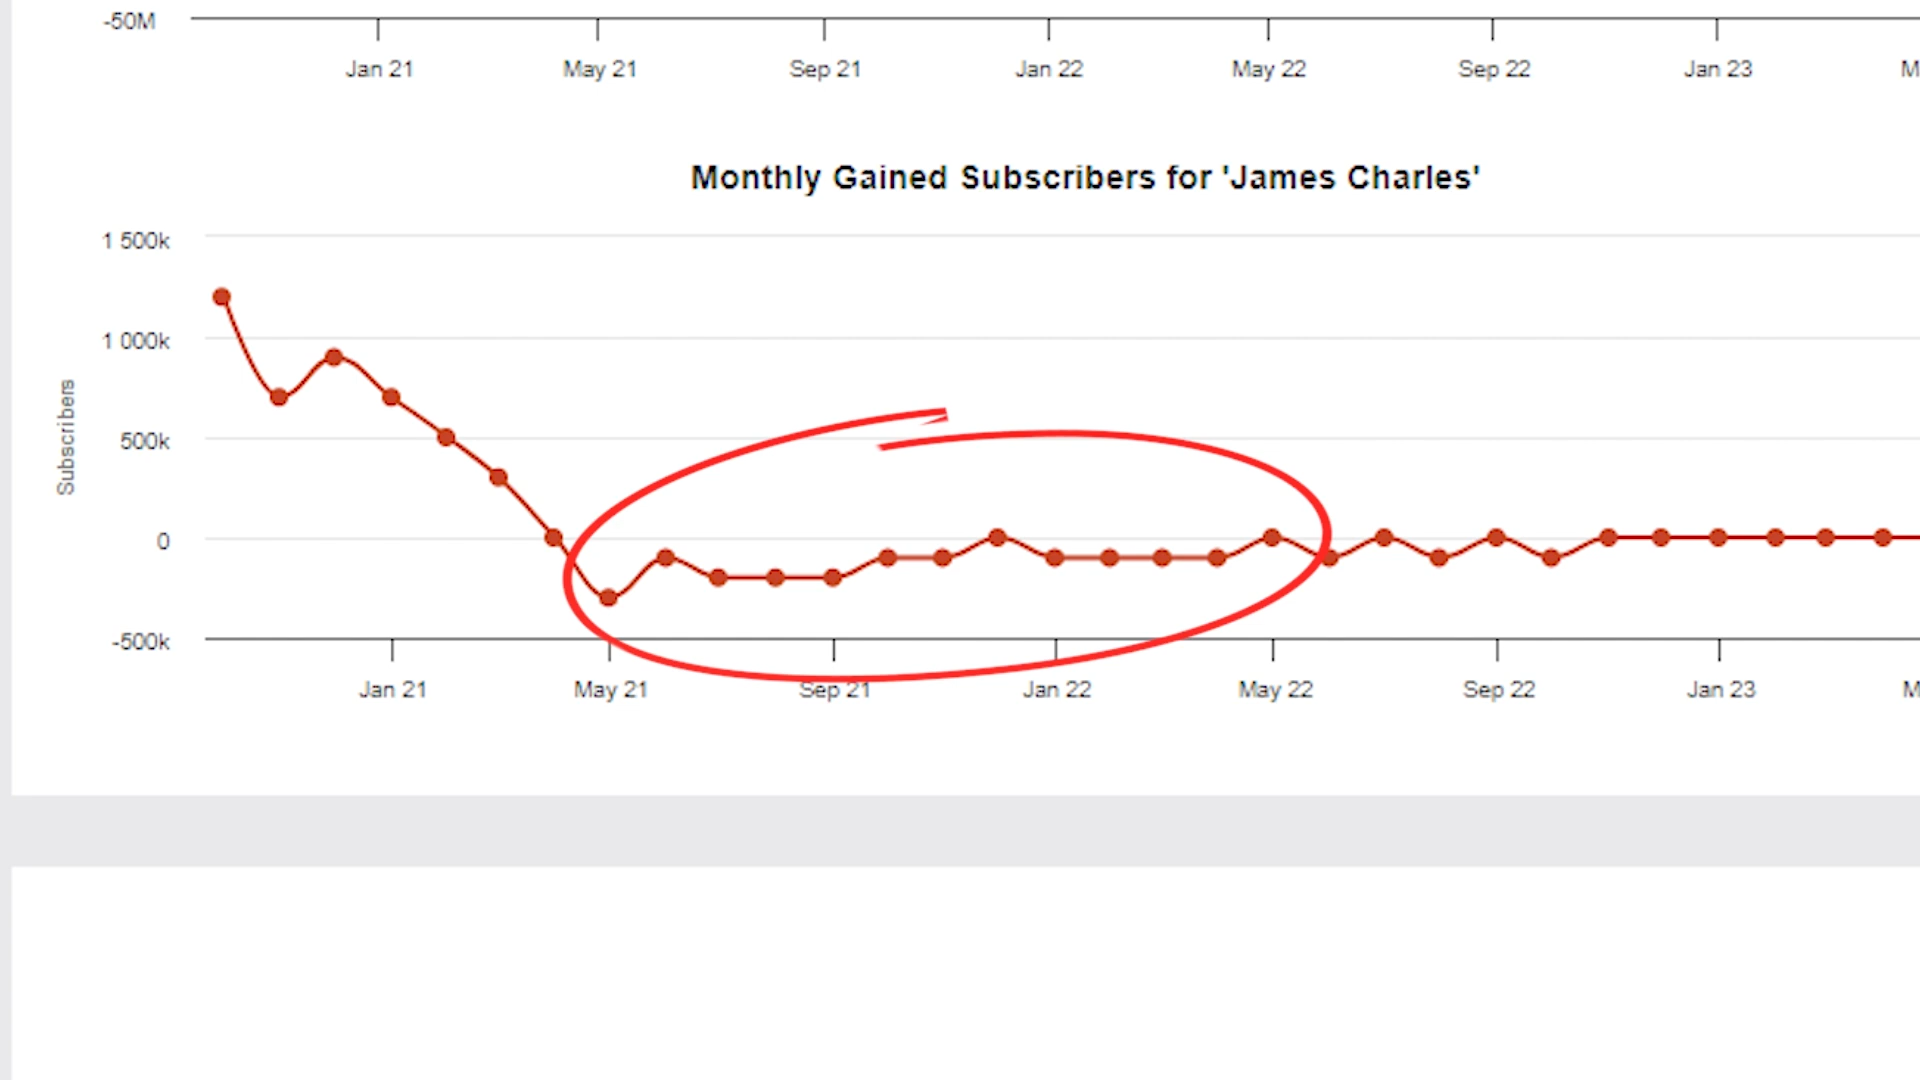 -50M
Jan 21 May 21 Sep 21 Jan 22 May 22 Sep 22 Jan 23 M
Monthly Gained Subscribers for 'James Charles'
1 500k
1 000k
500k
0
-500k
Subscribers
Jan 21 May 21 Sep 21 Jan 22 May 22 Sep 22 Jan 23 M